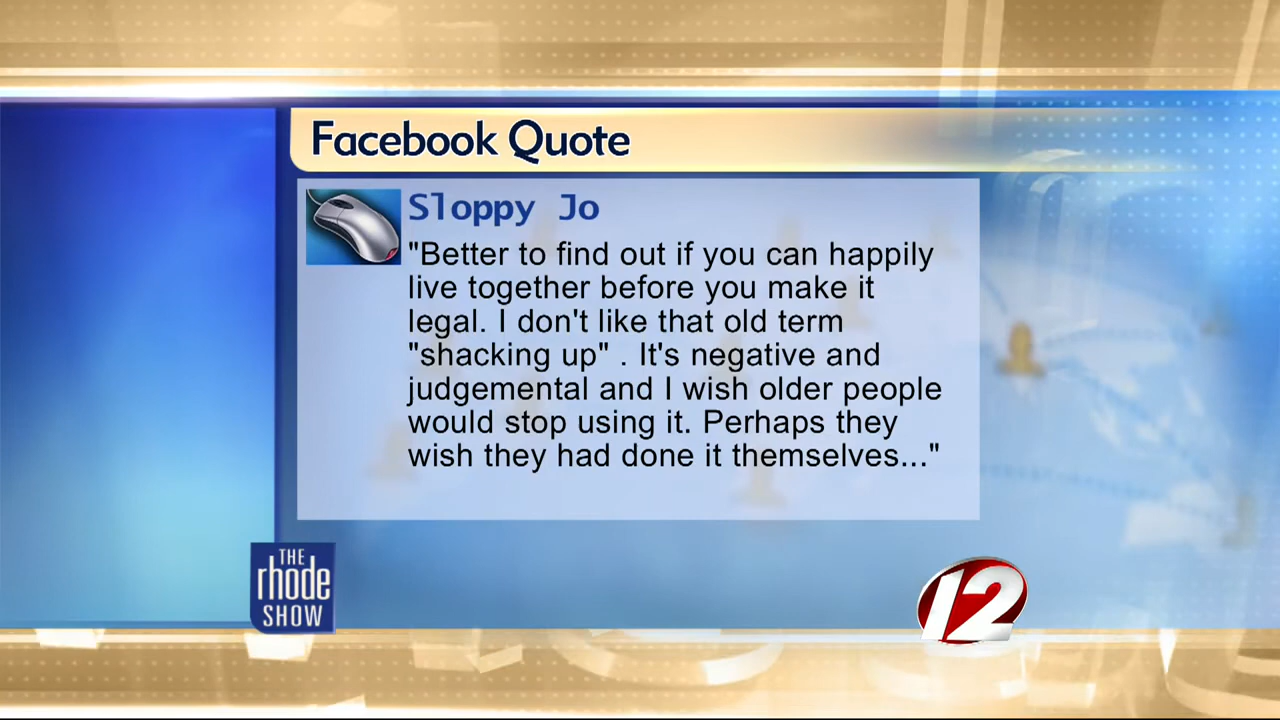 Facebook Quote
Sloppy Jo
"Better to find out if you can happily
live together before you make it
legal. I don't like that old term
"shacking up" . It's negative and
judgemental and I wish older people
would stop using it. Perhaps they
wish they had done it themselves..."
THE
rhode
SHOW
12